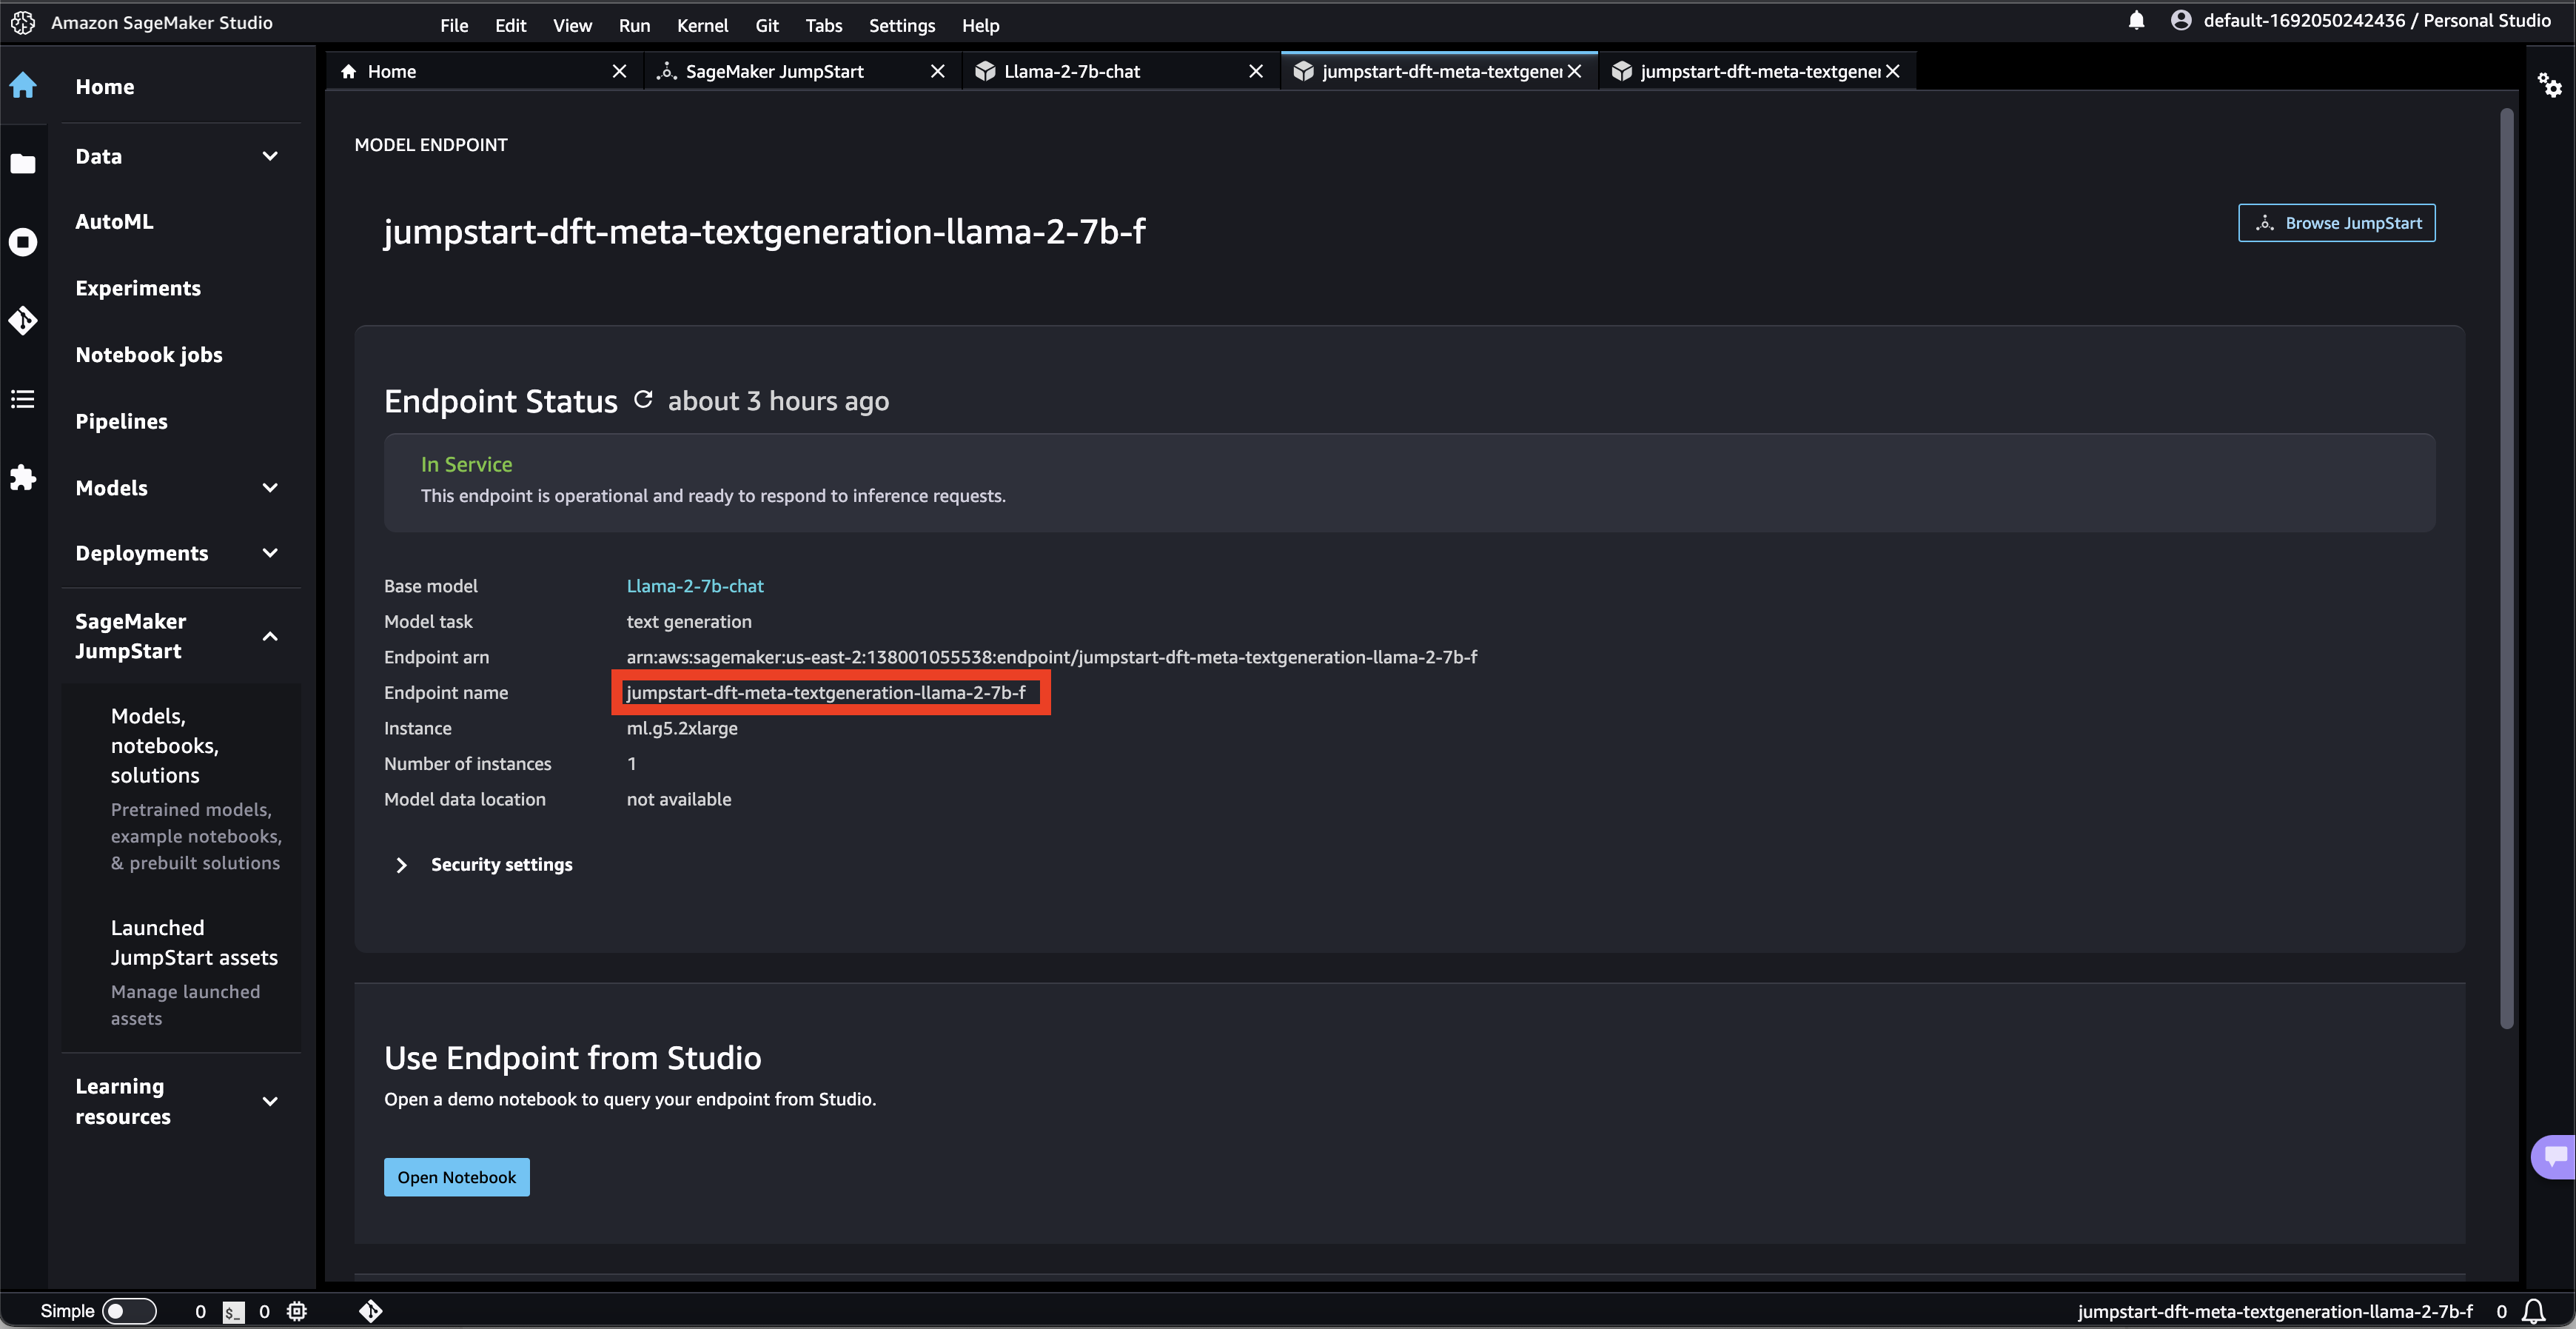 Amazon SageMaker Studio
File Edit View Run Kernel Git Tabs Settings Help
default-1692050242436 / Personal Studio
Home
SageMaker JumpStart
Llama-2-7b-chat
jumpstart-dft-meta-textgener
jumpstart-dft-meta-textgener
Home
Data
AutoML
Experiments
Notebook jobs
Pipelines
Models
Deployments
SageMaker
JumpStart
Models,
notebooks,
solutions
Pretrained models,
example notebooks,
& prebuilt solutions
Launched
JumpStart assets
Manage launched
assets
Learning
resources
MODEL ENDPOINT
jumpstart-dft-meta-textgeneration-llama-2-7b-f
Browse JumpStart
Endpoint Status about 3 hours ago
In Service
This endpoint is operational and ready to respond to inference requests.
Base model Llama-2-7b-chat
Model task text generation
Endpoint arn arn:aws:sagemaker:us-east-2:138001055538:endpoint/jumpstart-dft-meta-textgeneration-llama-2-7b-f
Endpoint name jumpstart-dft-meta-textgeneration-llama-2-7b-f
Instance ml.g5.2xlarge
Number of instances 1
Model data location not available
Security settings
Use Endpoint from Studio
Open a demo notebook to query your endpoint from Studio.
Open Notebook
Simple 0 $_ 0
jumpstart-dft-meta-textgeneration-llama-2-7b-f 0